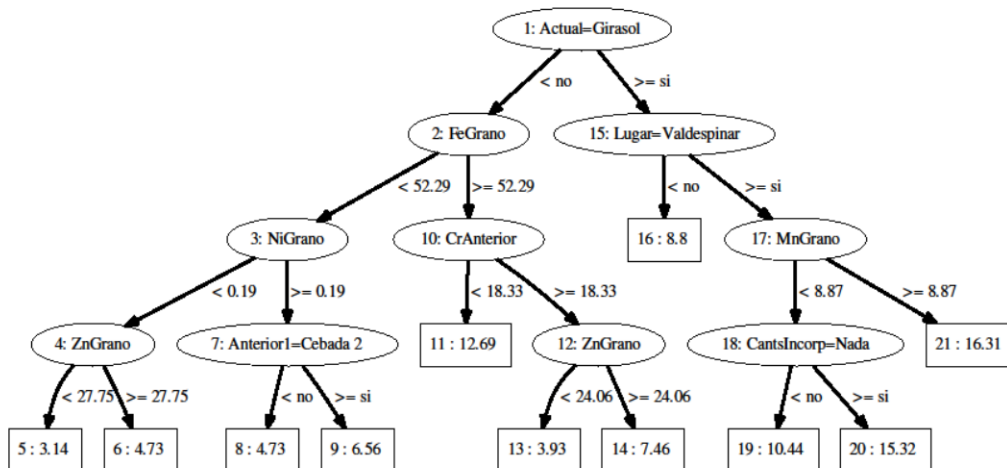 1: Actual=Girasol
< no
>= si
2: FeGrano
15: Lugar=Valdespinar
< 52.29
>= 52.29
< no
>= si
3: NiGrano
10: CrAnterior
16 : 8.8
17: MnGrano
< 0.19
>= 0.19
< 18.33
>= 18.33
< 8.87
>= 8.87
4: ZnGrano
7: Anterior1=Cebada 2
11 : 12.69
12: ZnGrano
18: CantsIncorp=Nada
21 : 16.31
< 27.75
>= 27.75
< no
>= si
< 24.06
>= 24.06
< no
>= si
5 : 3.14
6 : 4.73
8 : 4.73
9 : 6.56
13 : 3.93
14 : 7.46
19 : 10.44
20 : 15.32